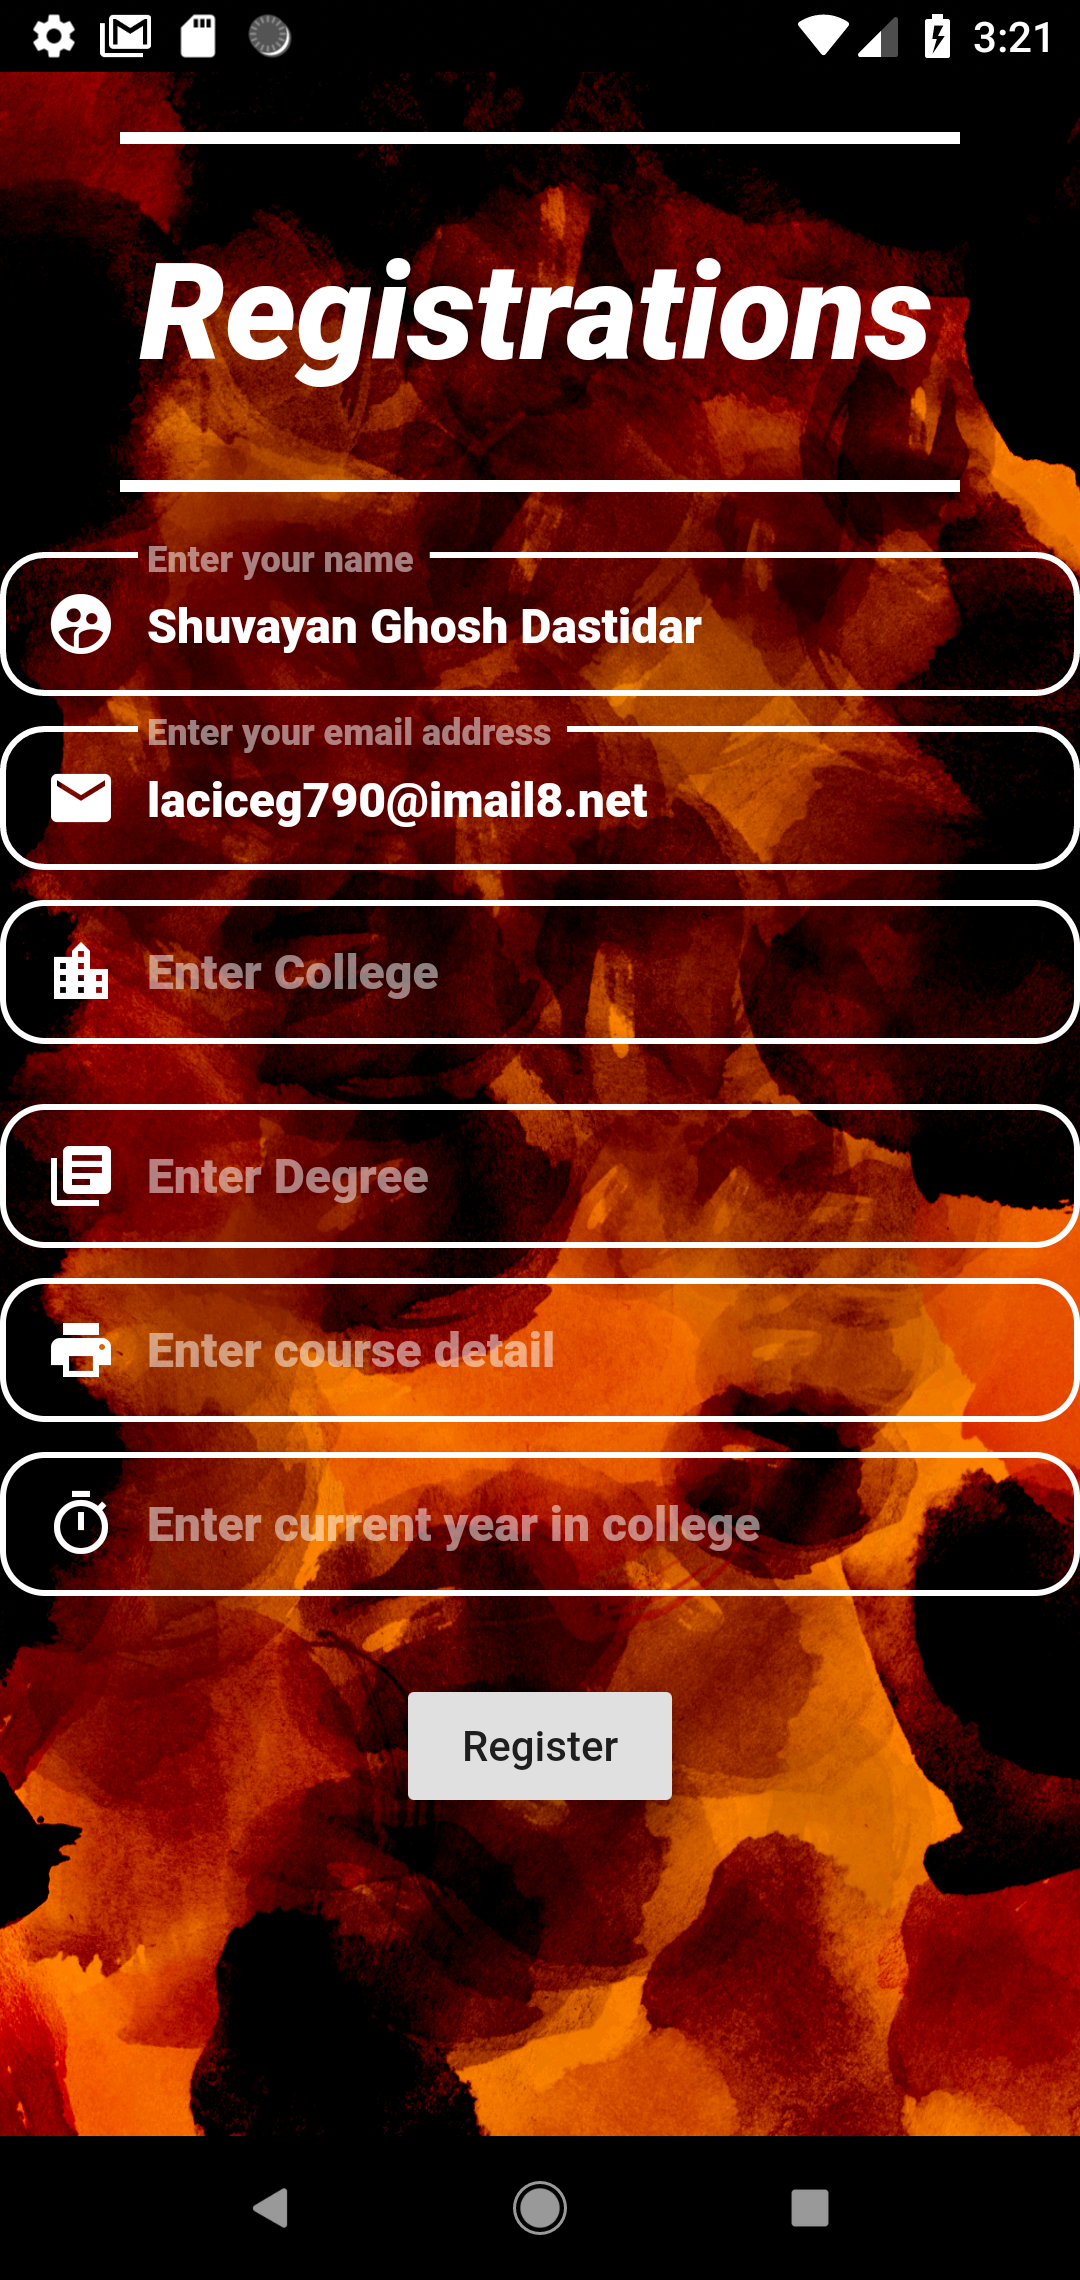 3:21
Registrations
Enter your name
Shuvayan Ghosh Dastidar
Enter your email address
laciceg790@imail8.net
Enter College
Enter Degree
Enter course detail
Enter current year in college
Register